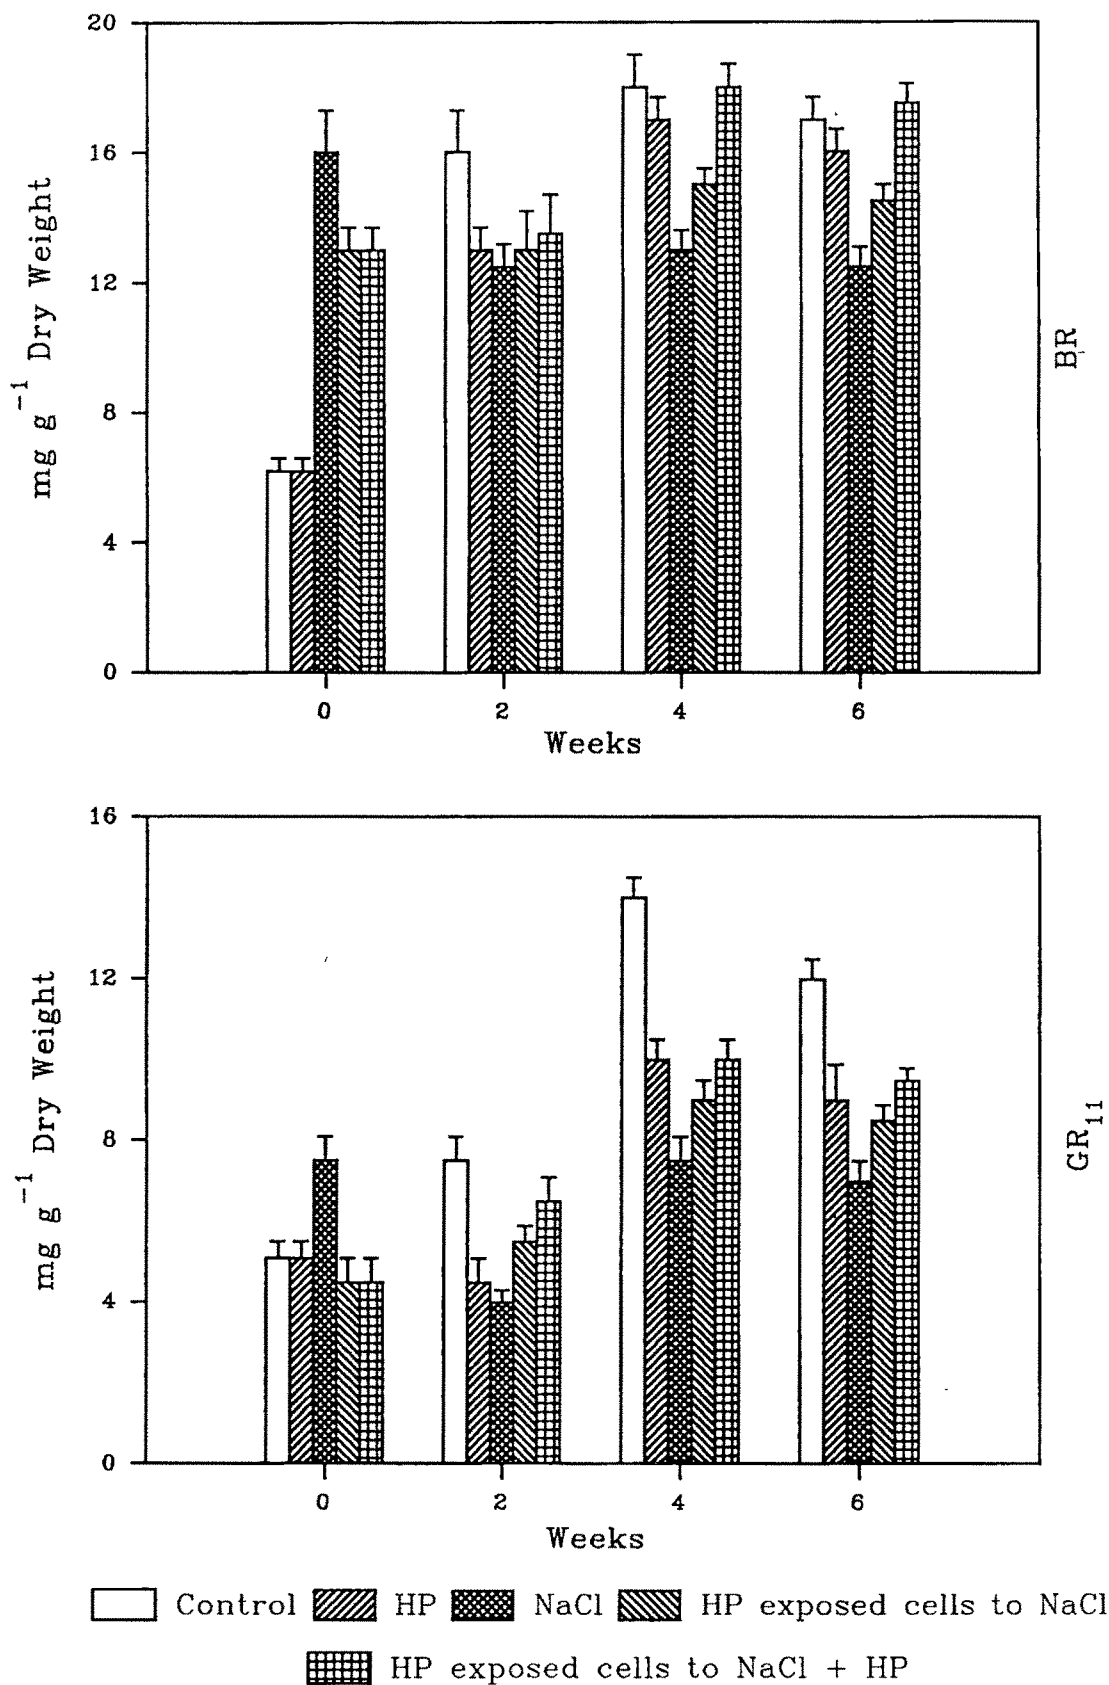 20
16
12
8
4
0
mg g⁻¹ Dry Weight
BR
0 2 4 6
Weeks
16
12
8
4
0
mg g⁻¹ Dry Weight
GR₁₁
0 2 4 6
Weeks
Control HP NaCl HP exposed cells to NaCl
HP exposed cells to NaCl + HP